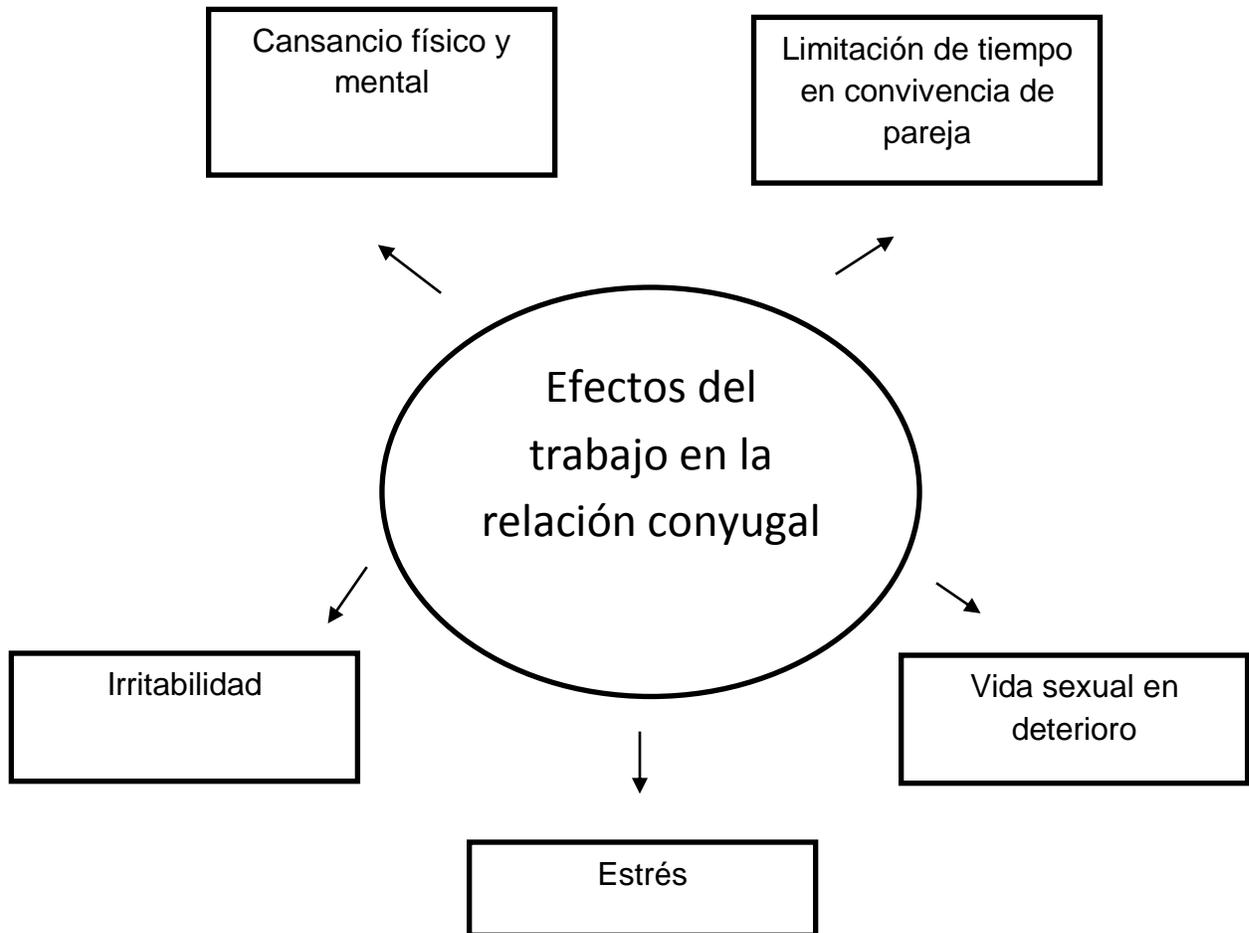 Cansancio físico y
mental
Limitación de tiempo
en convivencia de
pareja
Efectos del
trabajo en la
relación conyugal
Irritabilidad
Vida sexual en
deterioro
Estrés